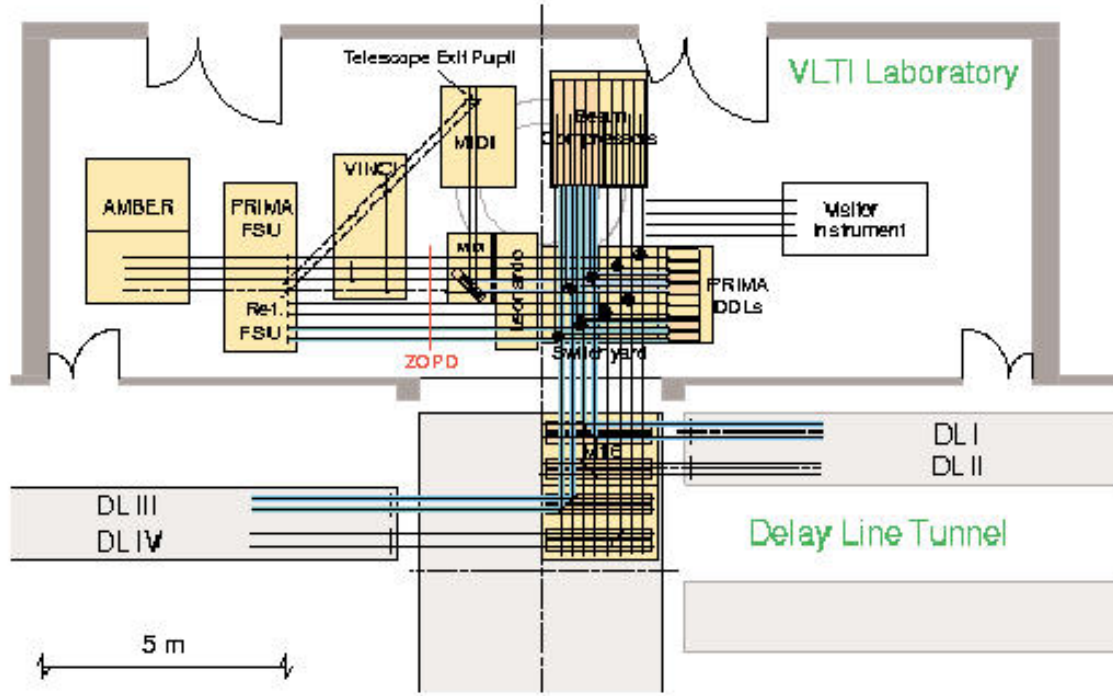 Telescope Exit Pupil
VLTI Laboratory
Beam
Compressors
MIDI
VINCI
AMBER
PRIMA
FSU
Visitor
Instrument
Leonardo
PRIMA
DDLs
Ref.
FSU
Switchyard
ZOPD
DL I
DL II
DL III
DL IV
Delay Line Tunnel
5 m